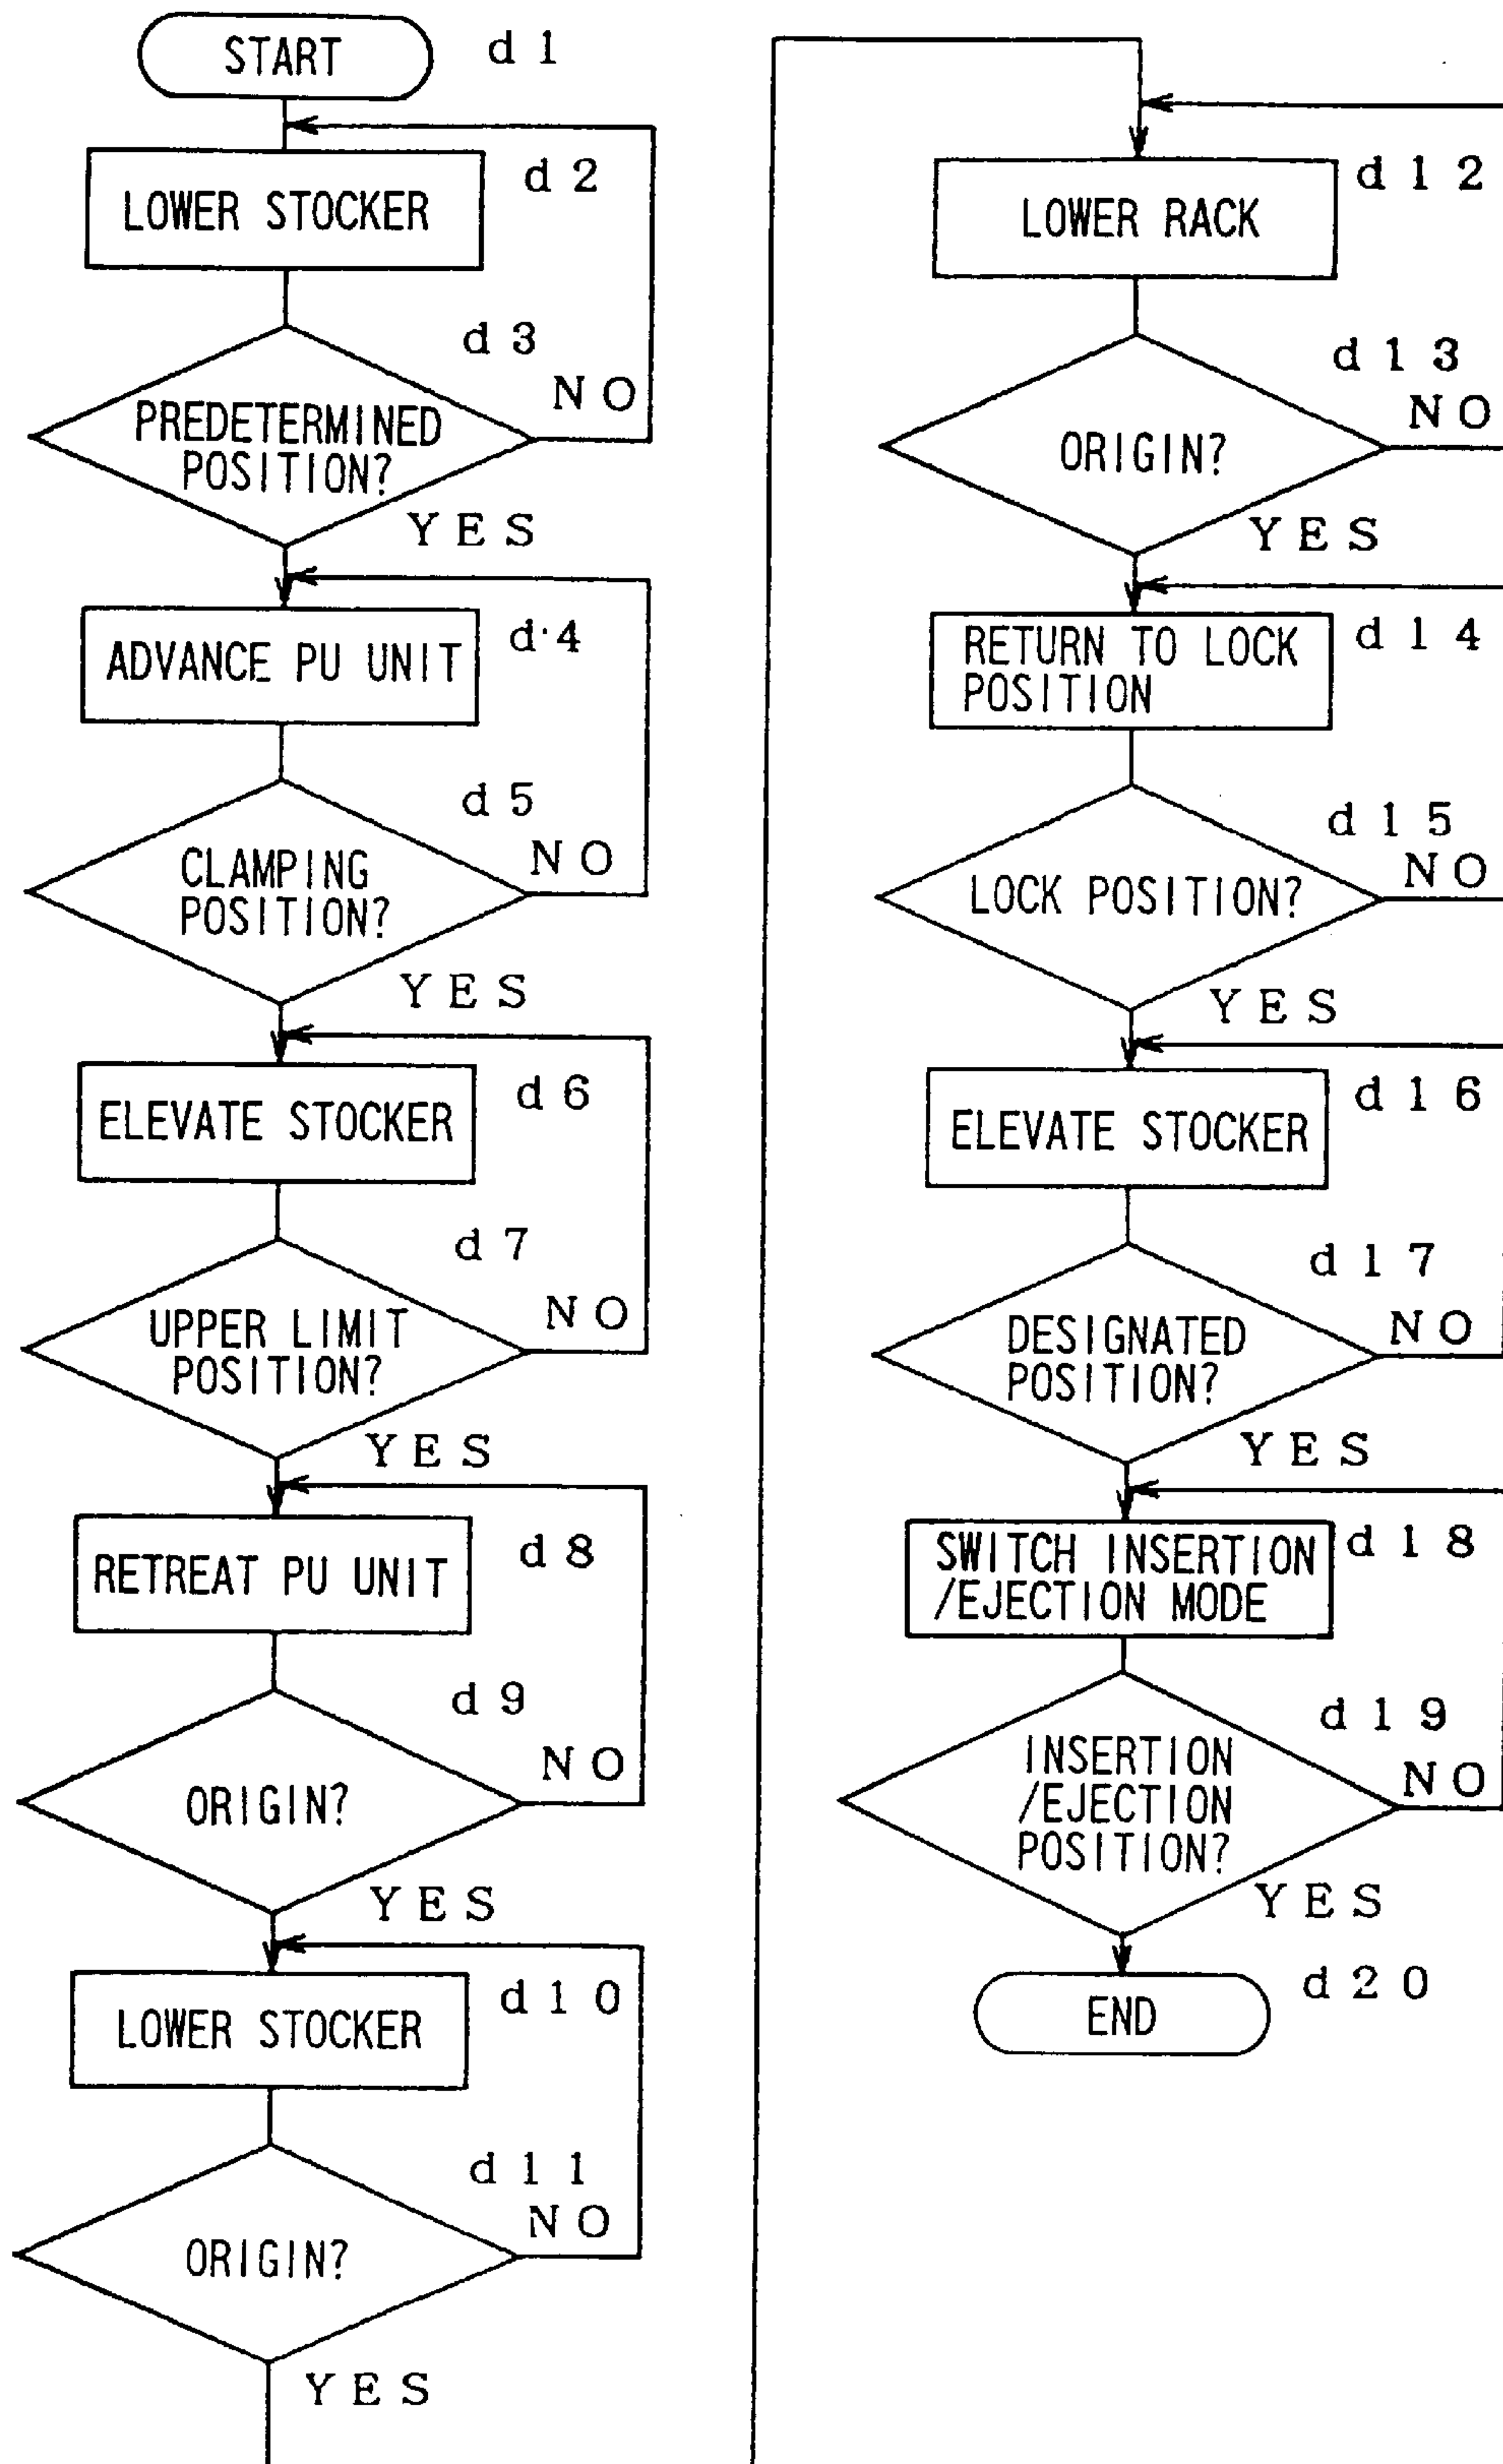 START
d 1
LOWER STOCKER
d 2
d 3
NO
PREDETERMINED
POSITION?
YES
ADVANCE PU UNIT
d·4
d 5
NO
CLAMPING
POSITION?
YES
ELEVATE STOCKER
d 6
d 7
NO
UPPER LIMIT
POSITION?
YES
RETREAT PU UNIT
d 8
d 9
NO
ORIGIN?
YES
LOWER STOCKER
d 1 0
d 1 1
NO
ORIGIN?
YES
LOWER RACK
d 1 2
d 1 3
NO
ORIGIN?
YES
RETURN TO LOCK
POSITION
d 1 4
d 1 5
NO
LOCK POSITION?
YES
ELEVATE STOCKER
d 1 6
d 1 7
NO
DESIGNATED
POSITION?
YES
SWITCH INSERTION
/EJECTION MODE
d 1 8
d 1 9
NO
INSERTION
/EJECTION
POSITION?
YES
END
d 2 0